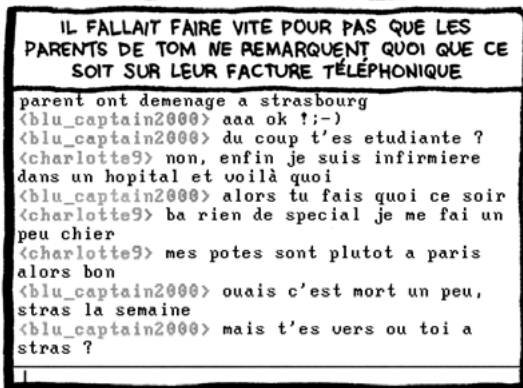 IL FALLAIT FAIRE VITE POUR PAS QUE LES
PARENTS DE TOM NE REMARQUENT QUOI QUE CE
SOIT SUR LEUR FACTURE TÉLÉPHONIQUE
parent ont demenage a strasbourg
<blu_captain2000> aaa ok !;-)
<blu_captain2000> du coup t'es etudiante ?
<charlotte9> non, enfin je suis infirmiere
dans un hopital et voilà quoi
<blu_captain2000> alors tu fais quoi ce soir
<charlotte9> ba rien de special je me fai un
peu chier
<charlotte9> mes potes sont plutot a paris
alors bon
<blu_captain2000> ouais c'est mort un peu,
stras la semaine
<blu_captain2000> mais t'es vers ou toi a
stras ?